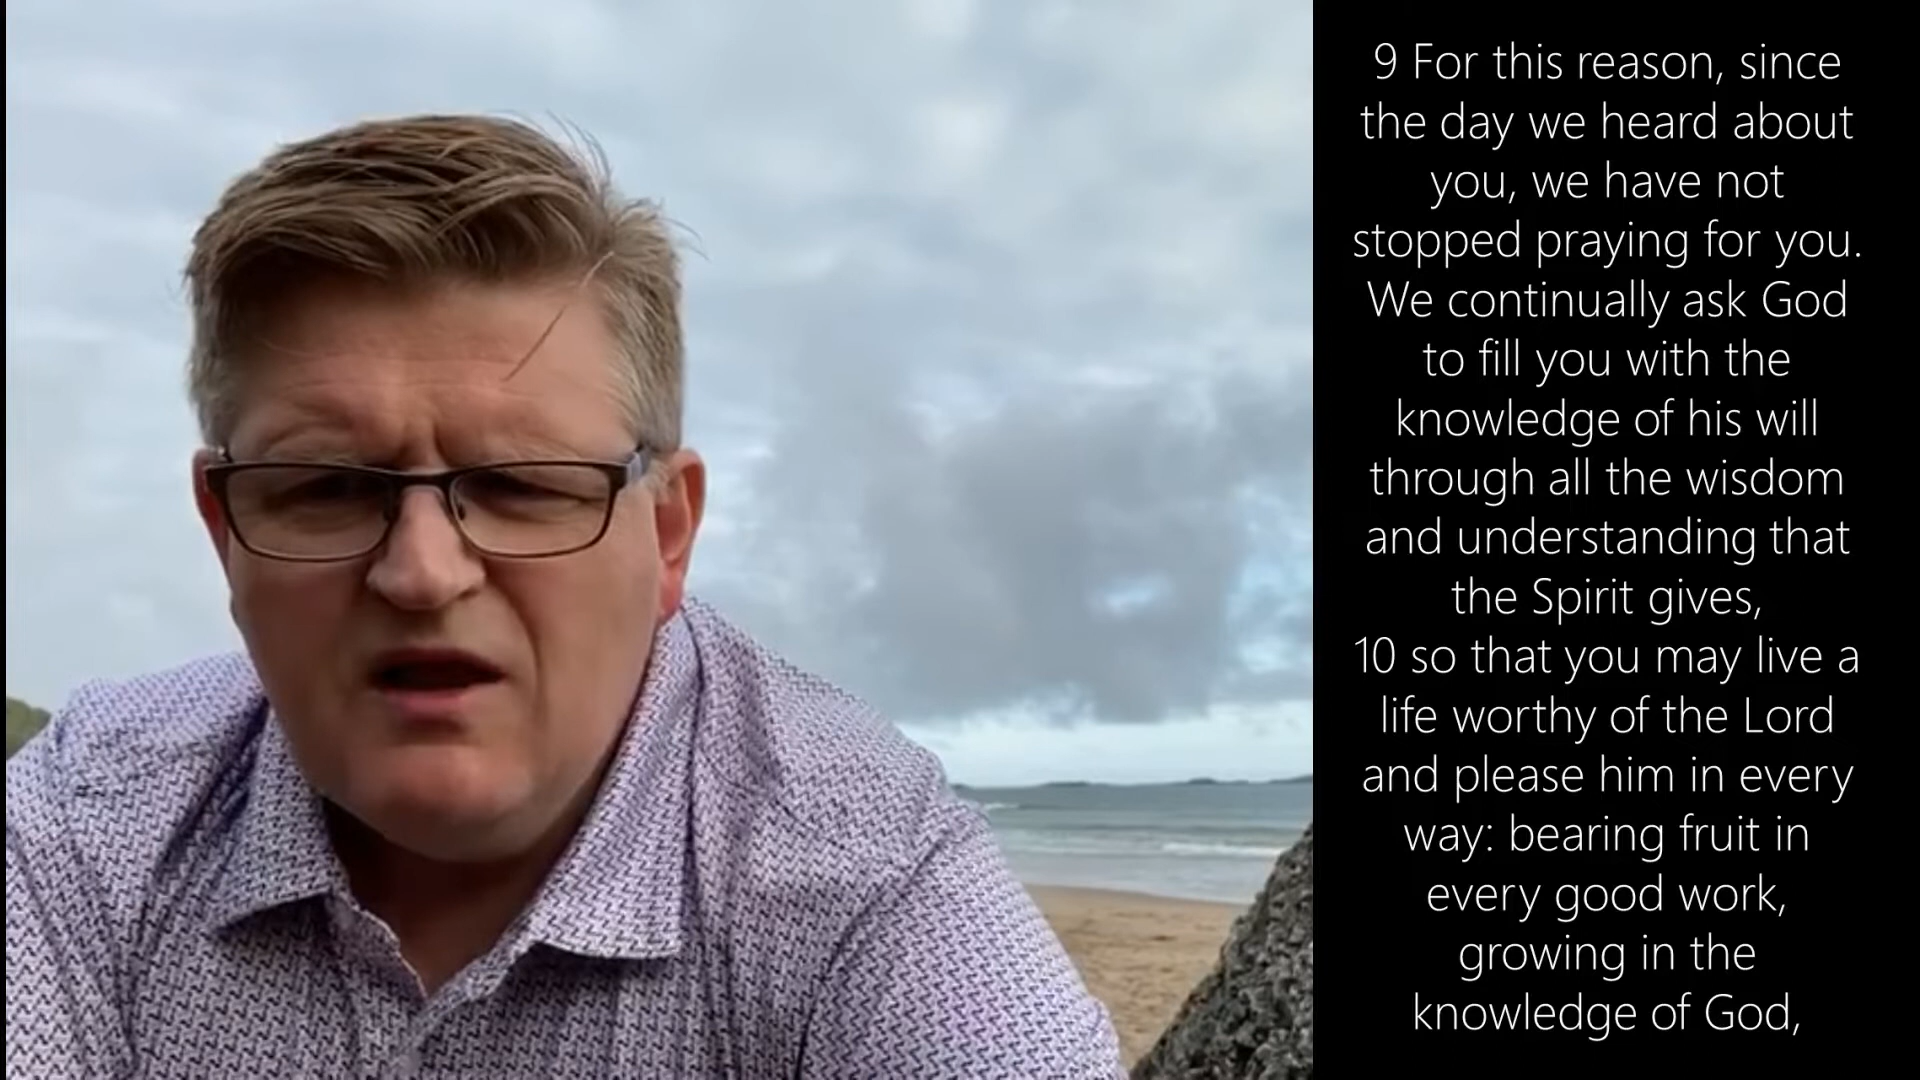 9 For this reason, since
the day we heard about
you, we have not
stopped praying for you.
We continually ask God
to fill you with the
knowledge of his will
through all the wisdom
and understanding that
the Spirit gives,
10 so that you may live a
life worthy of the Lord
and please him in every
way: bearing fruit in
every good work,
growing in the
knowledge of God,